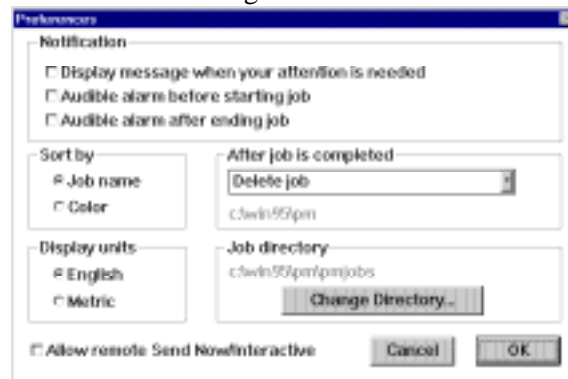 Preferences
Notification
Display message when your attention is needed
Audible alarm before starting job
Audible alarm after ending job
Sort by
Job name
Color
After job is completed
Delete job
c:\win95\pm
Display units
English
Metric
Job directory
c:\win95\pm\pmjobs
Change Directory...
Allow remote Send Now/Interactive
Cancel
OK